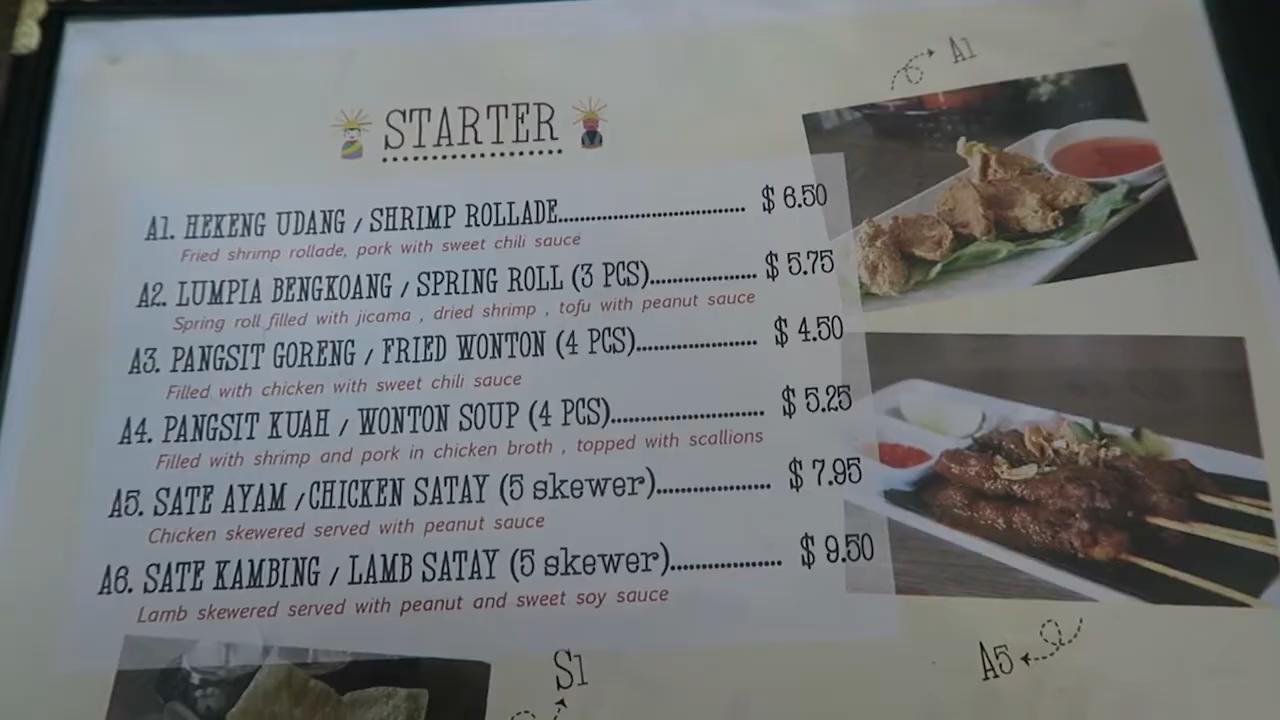 A1
STARTER
A1. HEKENG UDANG / SHRIMP ROLLADE............................... $ 6.50
Fried shrimp rollade, pork with sweet chili sauce
A2. LUMPIA BENGKOANG / SPRING ROLL (3 PCS).................. $ 5.75
Spring roll filled with jicama , dried shrimp , tofu with peanut sauce
A3. PANGSIT GORENG / FRIED WONTON (4 PCS).................... $ 4.50
Filled with chicken with sweet chili sauce
A4. PANGSIT KUAH / WONTON SOUP (4 PCS)......................... $ 5.25
Filled with shrimp and pork in chicken broth , topped with scallions
A5. SATE AYAM /CHICKEN SATAY (5 skewer)................... $ 7.95
Chicken skewered served with peanut sauce
A6. SATE KAMBING / LAMB SATAY (5 skewer).................. $ 9.50
Lamb skewered served with peanut and sweet soy sauce
A5
S1